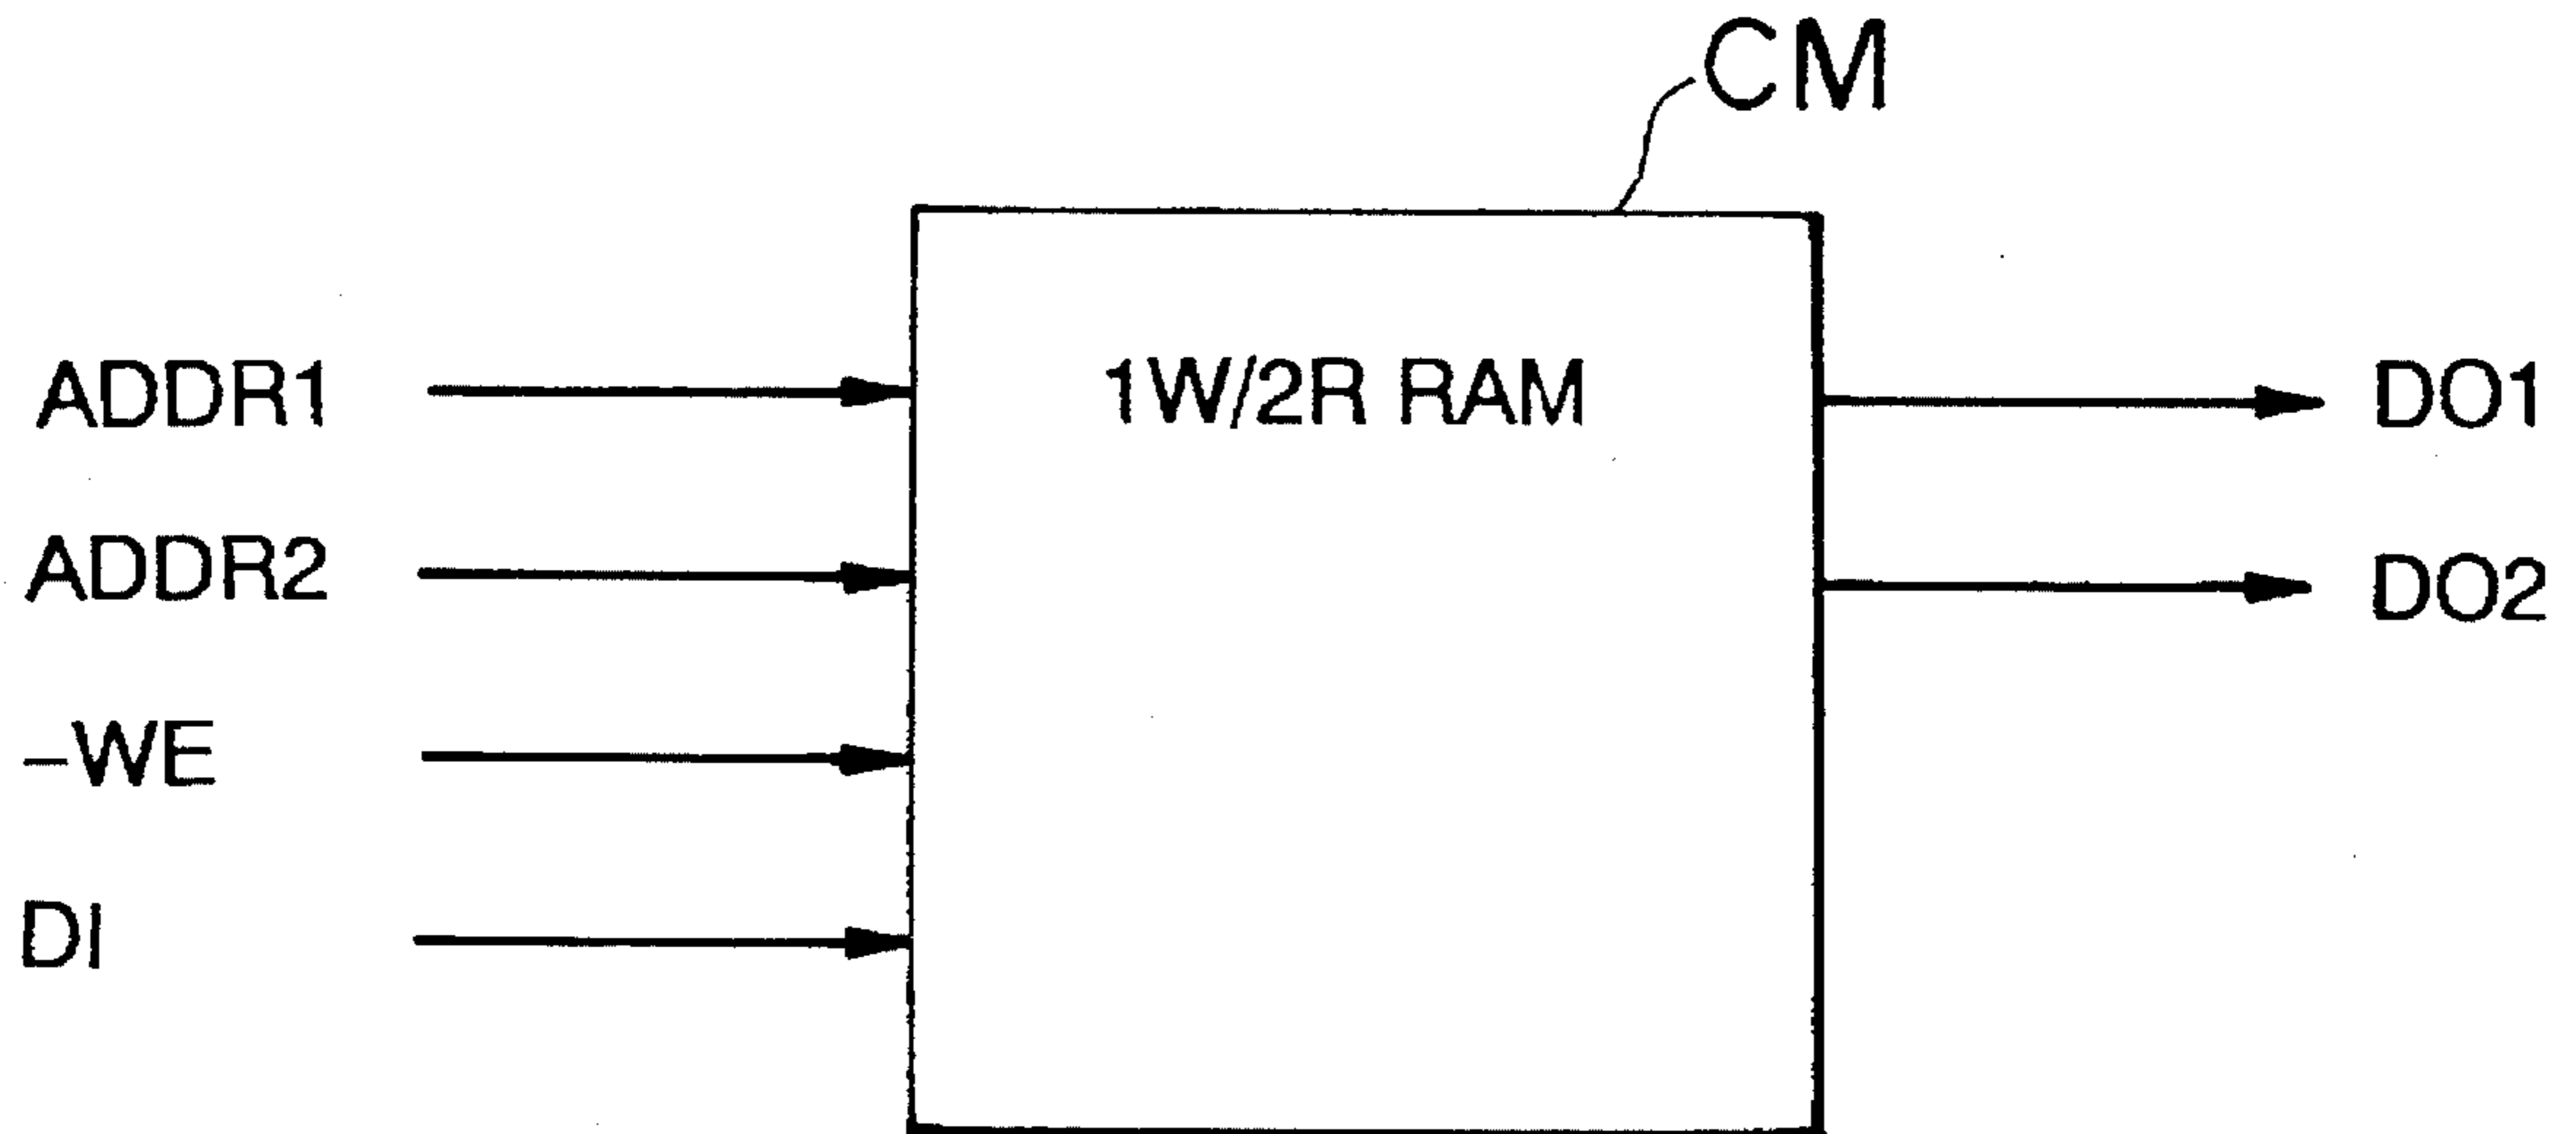 CM
ADDR1
1W/2R RAM
DO1
ADDR2
DO2
–WE
DI